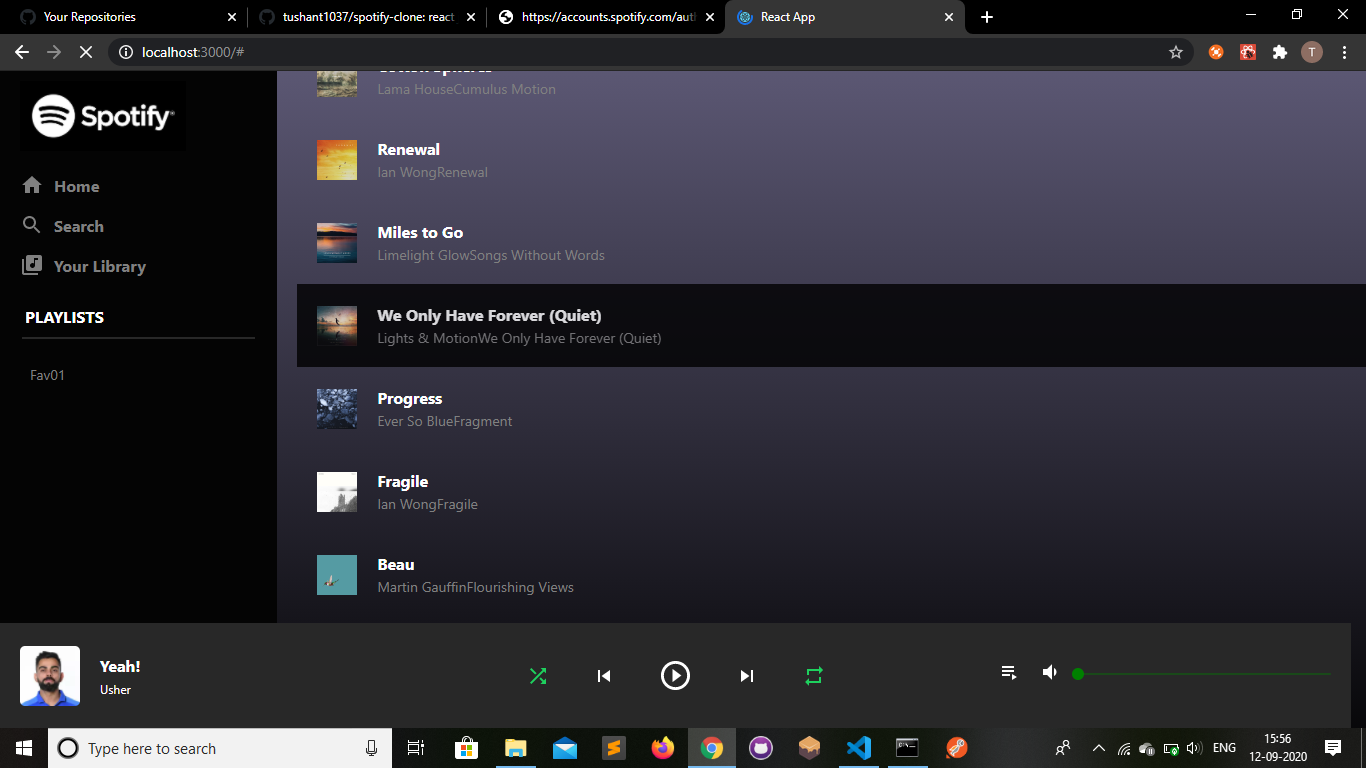 Your Repositories
tushant1037/spotify-clone: react
https://accounts.spotify.com/aut
React App
localhost:3000/#
T
Spotify
Home
Search
Your Library
PLAYLISTS
Fav01
Lama HouseCumulus Motion
Renewal
Ian WongRenewal
Miles to Go
Limelight GlowSongs Without Words
We Only Have Forever (Quiet)
Lights & MotionWe Only Have Forever (Quiet)
Progress
Ever So BlueFragment
Fragile
Ian WongFragile
Beau
Martin GauffinFlourishing Views
Yeah!
Usher
Type here to search
ENG
15:56
12-09-2020